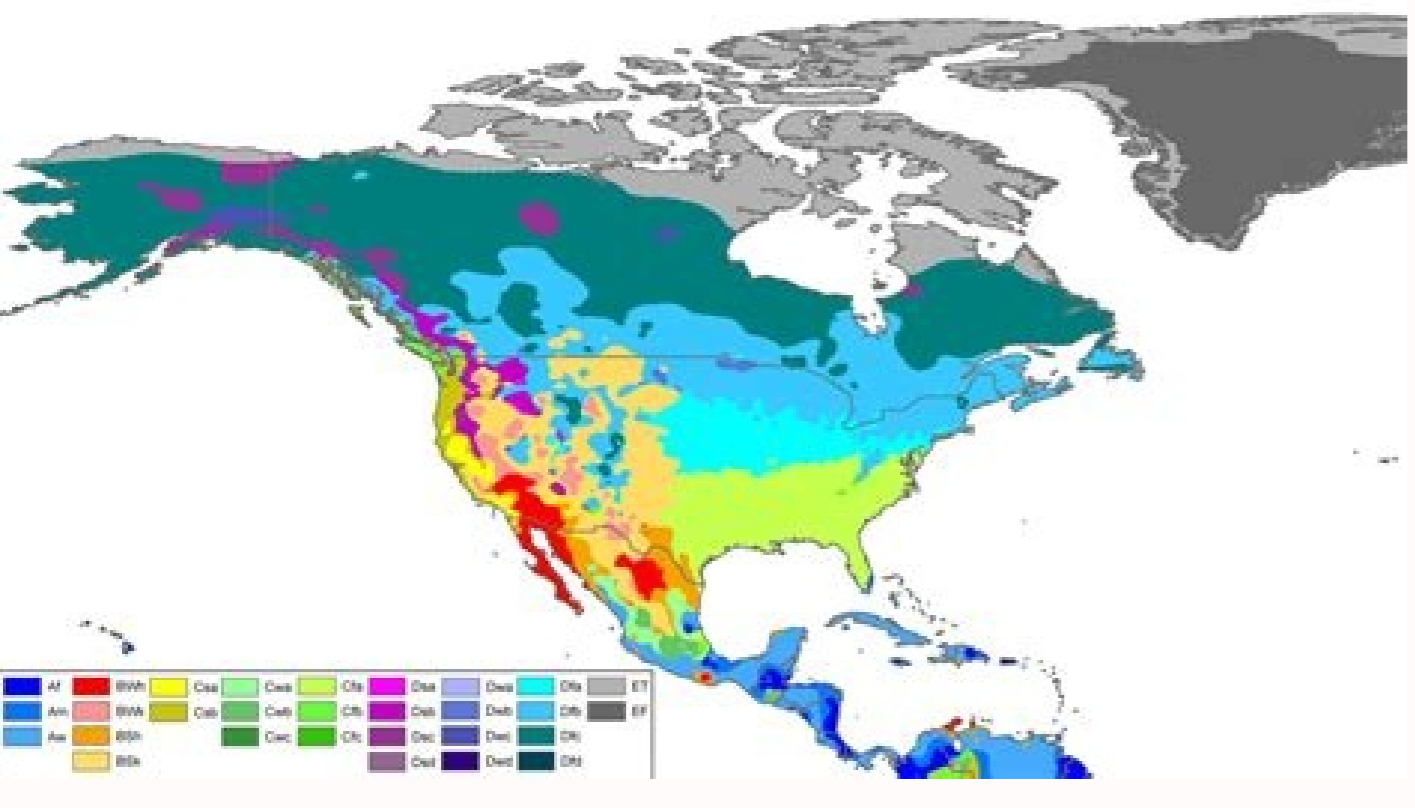 Af BWh Csa Cwa Cfa Dsa Dwa Dfa ET
Am BWk Csb Cwb Cfb Dsb Dwb Dfb EF
Aw BSh Cwc Cfc Dsc Dwc Dfc
BSk Dsd Dwd Dfd